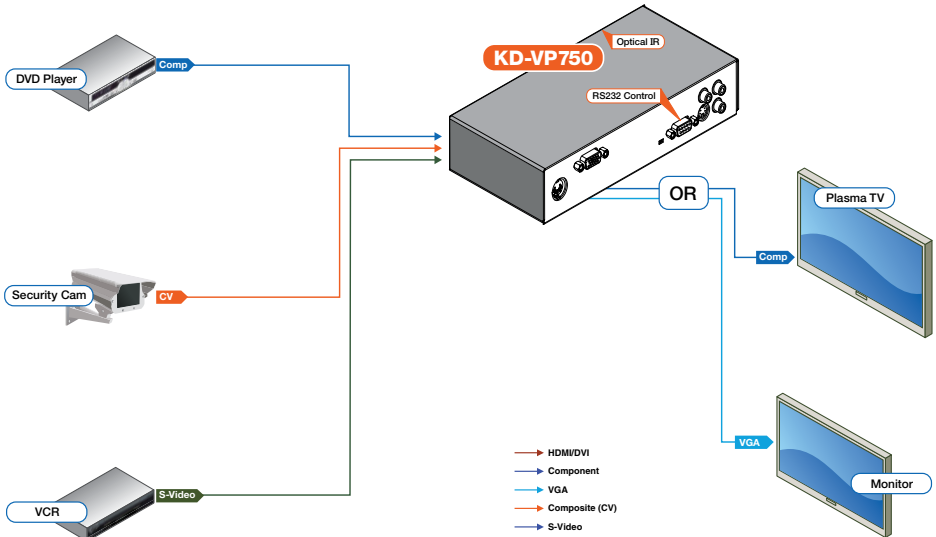 Optical IR
KD-VP750
DVD Player
Comp
RS232 Control
OR
Plasma TV
Comp
Security Cam
CV
VGA
HDMI/DVI
Component
VGA
Composite (CV)
S-Video
Monitor
S-Video
VCR